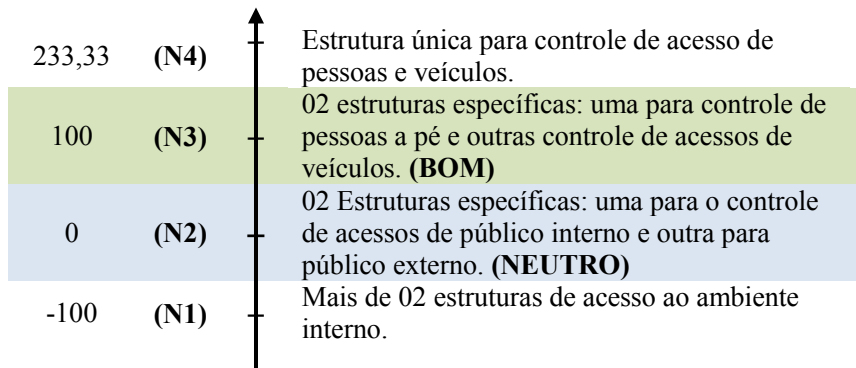 233,33 (N4) Estrutura única para controle de acesso de
pessoas e veículos.
02 estruturas específicas: uma para controle de
100 (N3) pessoas a pé e outras controle de acessos de
veículos. (BOM)
02 Estruturas específicas: uma para o controle
0 (N2) de acessos de público interno e outra para
público externo. (NEUTRO)
-100 (N1) Mais de 02 estruturas de acesso ao ambiente
interno.